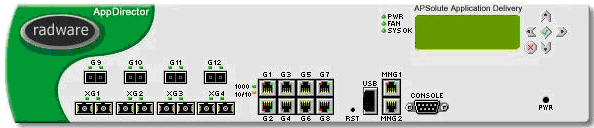 AppDirector
radware
APSolute Application Delivery
PWR
FAN
SYS OK
G9 G10 G11 G12
XG1 XG2 XG3 XG4
1000
10/10
G1 G3 G5 G7
G2 G4 G6 G8
RST
USB
MNG1
MNG2
CONSOLE
PWR